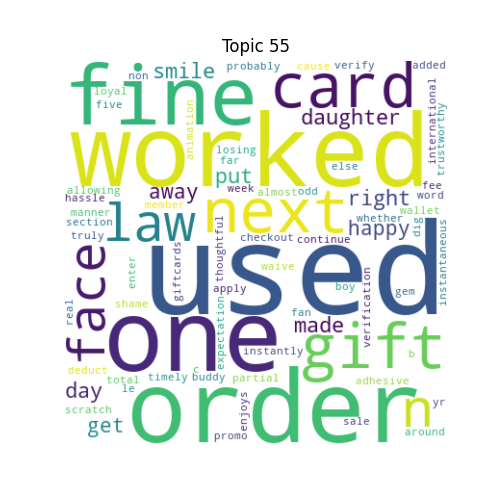 Topic 55
non smile probably cause verify added
fine card
loyal
five
animation
daughter
international
trustworthy
worked
losing
far
put
else
allowing
hassle
away
week
almost
odd
right
fee
word
manner
section
truly
law
member
next
happy
whether
wallet
dig
instantaneous
face
used
giftcards
thoughtful
checkout
continue
waive
verification
enter
apply
boy
gem
real
shame
one
expectation
fan
made
instantly
gift
b
deduct
total
timely
le
c
buddy
partial
adhesive
day
scratch
get
order
n
yr
promo
enjoys
sale
around